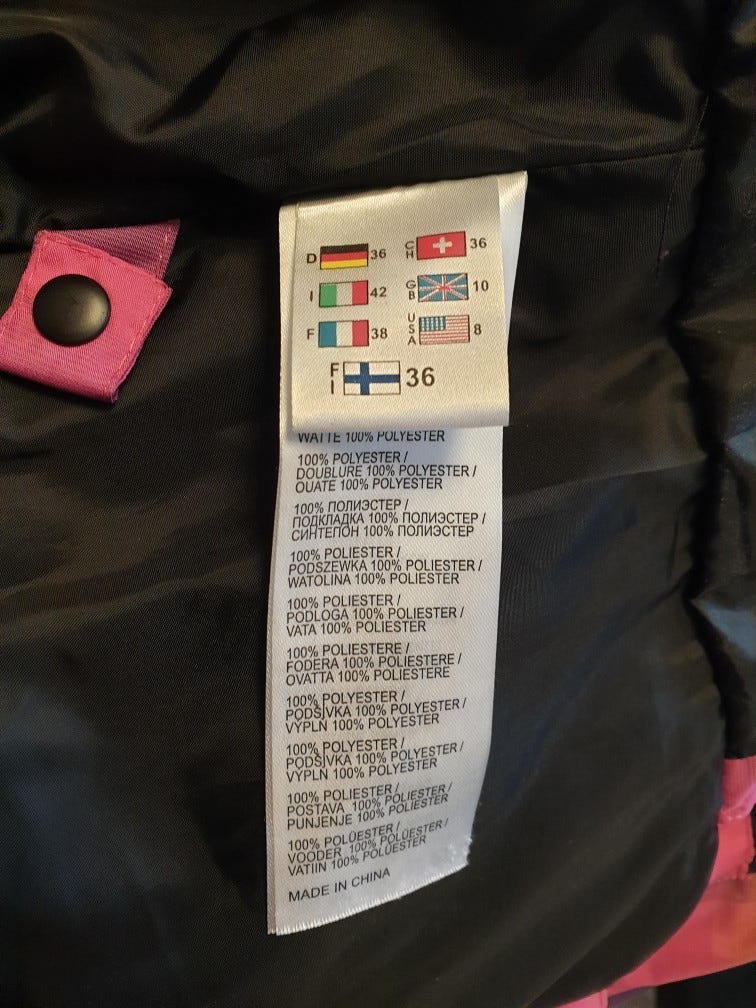 D 36 CH 36
I 42 GB 10
F 38 USA 8
FI 36
WATTE 100% POLYESTER
100% POLYESTER /
DOUBLURE 100% POLYESTER /
OUATE 100% POLYESTER
100% ПОЛИЭСТЕР /
ПОДКЛАДКА 100% ПОЛИЭСТЕР /
СИНТЕПОН 100% ПОЛИЭСТЕР
100% POLIESTER /
PODSZEWKA 100% POLIESTER /
WATOLINA 100% POLIESTER
100% POLIESTER /
PODLOGA 100% POLIESTER /
VATA 100% POLIESTER
100% POLIESTERE /
FODERA 100% POLIESTERE /
OVATTA 100% POLIESTERE
100% POLYESTER /
PODŠÍVKA 100% POLYESTER /
VÝPLN 100% POLYESTER
100% POLYESTER /
PODŠÍVKA 100% POLYESTER /
VÝPLN 100% POLYESTER
100% POLIESTER /
POSTAVA 100% POLIESTER /
PUNJENJE 100% POLIESTER
100% POLÜESTER /
VOODER 100% POLÜESTER /
VATIIN 100% POLÜESTER
MADE IN CHINA